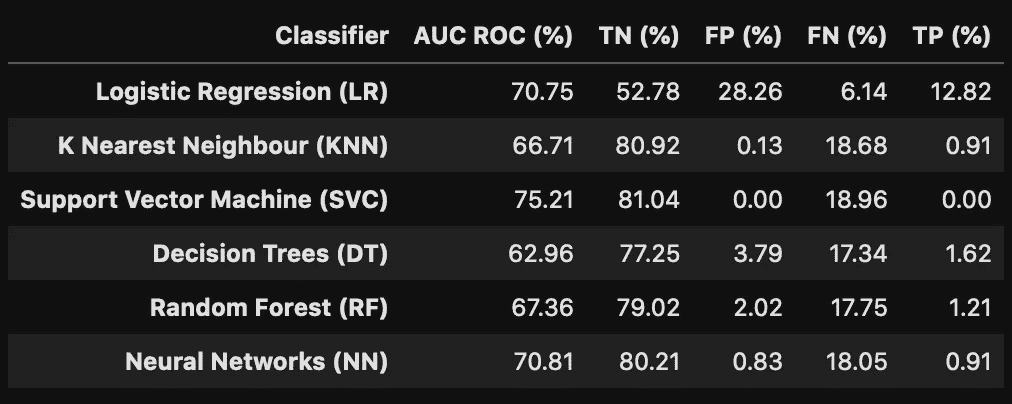 Classifier AUC ROC (%) TN (%) FP (%) FN (%) TP (%)
Logistic Regression (LR) 70.75 52.78 28.26 6.14 12.82
K Nearest Neighbour (KNN) 66.71 80.92 0.13 18.68 0.91
Support Vector Machine (SVC) 75.21 81.04 0.00 18.96 0.00
Decision Trees (DT) 62.96 77.25 3.79 17.34 1.62
Random Forest (RF) 67.36 79.02 2.02 17.75 1.21
Neural Networks (NN) 70.81 80.21 0.83 18.05 0.91